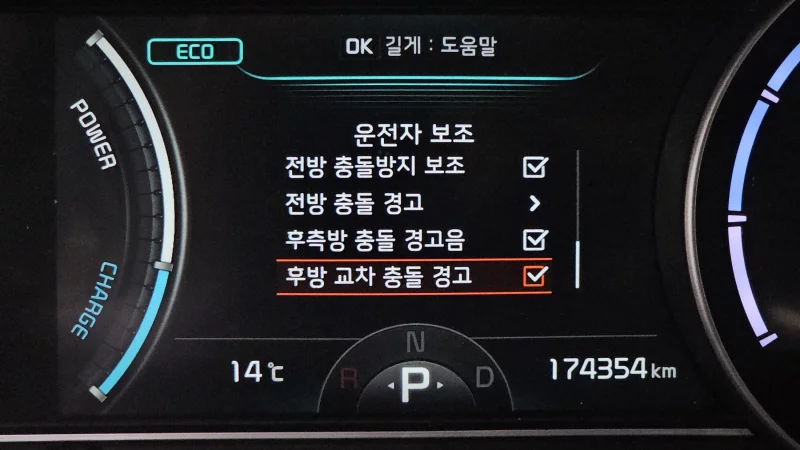 ECO
OK 길게 : 도움말
운전자 보조
전방 충돌방지 보조
전방 충돌 경고
후측방 충돌 경고음
후방 교차 충돌 경고
POWER
CHARGE
14℃
R N P D
174354 km